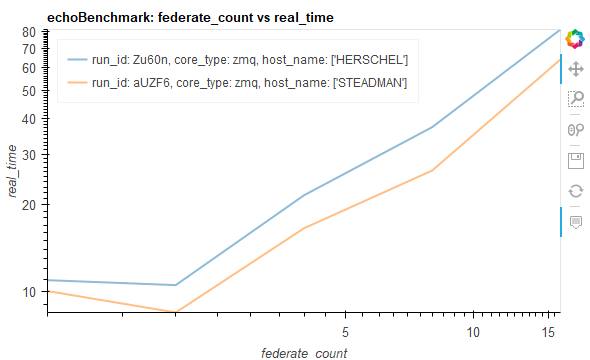 echoBenchmark: federate_count vs real_time
run_id: Zu60n, core_type: zmq, host_name: ['HERSCHEL']
run_id: aUZF6, core_type: zmq, host_name: ['STEADMAN']
80
70
60
50
40
30
20
10
real_time
5
10
15
federate_count